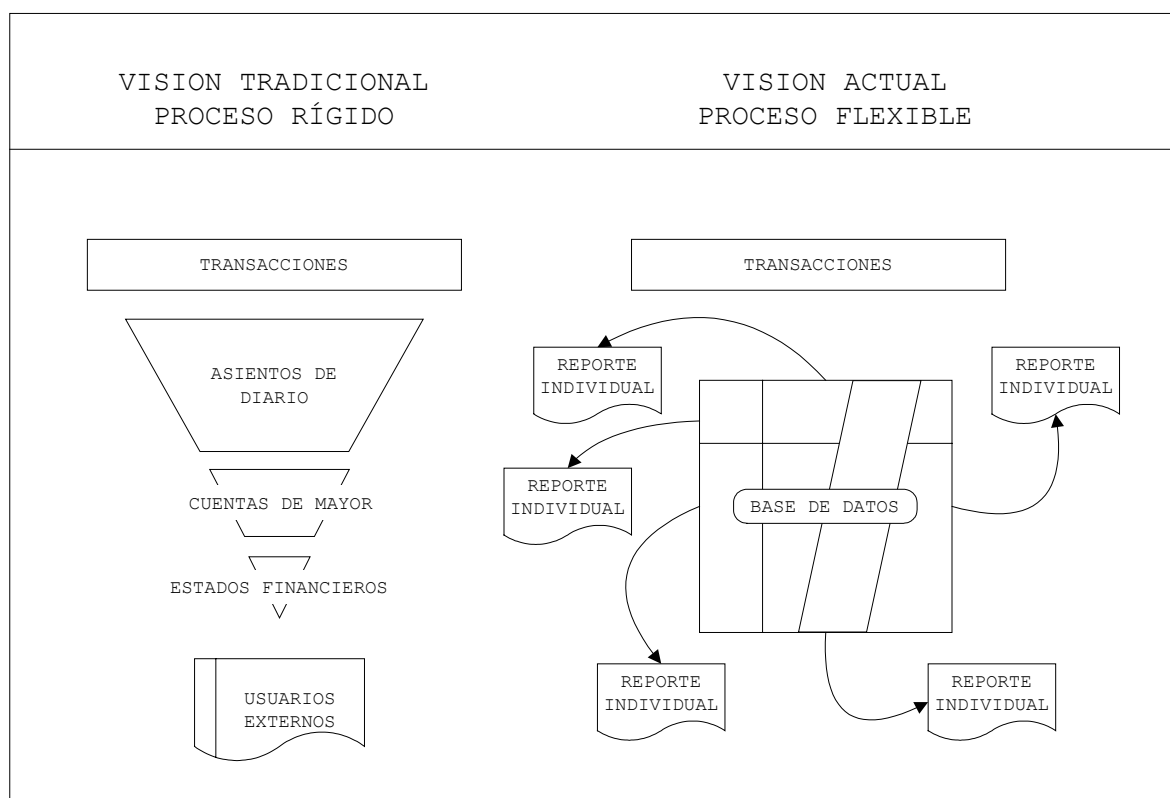 VISION TRADICIONAL
PROCESO RÍGIDO
VISION ACTUAL
PROCESO FLEXIBLE
TRANSACCIONES
ASIENTOS DE
DIARIO
CUENTAS DE MAYOR
ESTADOS FINANCIEROS
USUARIOS
EXTERNOS
TRANSACCIONES
REPORTE
INDIVIDUAL
REPORTE
INDIVIDUAL
REPORTE
INDIVIDUAL
BASE DE DATOS
REPORTE
INDIVIDUAL
REPORTE
INDIVIDUAL